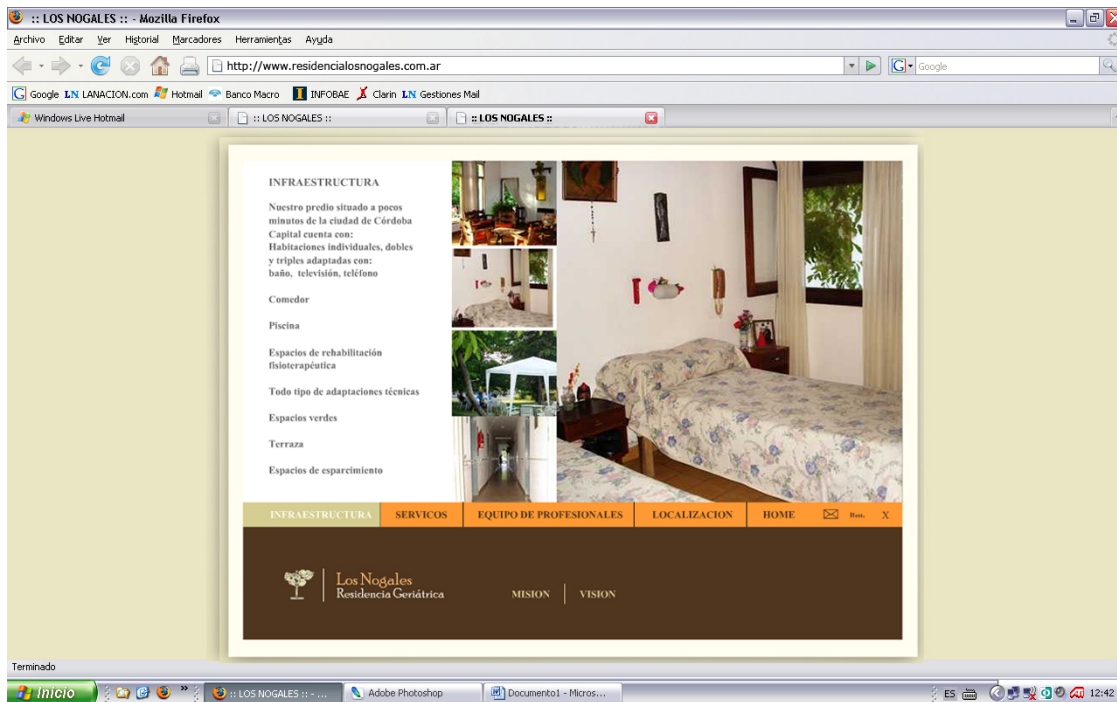 :: LOS NOGALES :: - Mozilla Firefox
Archivo Editar Ver Historial Marcadores Herramientas Ayuda
http://www.residencialosnogales.com.ar
G Google
G Google LN LANACION.com Hotmail Banco Macro I INFOBAE Clarin LN Gestiones Mail
Windows Live Hotmail :: LOS NOGALES :: :: LOS NOGALES ::
INFRAESTRUCTURA
Nuestro predio situado a pocos
minutos de la ciudad de Córdoba
Capital cuenta con:
Habitaciones individuales, dobles
y triples adaptadas con:
baño, televisión, teléfono
Comedor
Piscina
Espacios de rehabilitación
fisioterapéutica
Todo tipo de adaptaciones técnicas
Espacios verdes
Terraza
Espacios de esparcimiento
INFRAESTRUCTURA SERVICOS EQUIPO DE PROFESIONALES LOCALIZACION HOME X
Los Nogales
Residencia Geriátrica
MISION VISION
Terminado
Inicio » :: LOS NOGALES :: - ... Adobe Photoshop Documento1 - Micros... ES 12:42